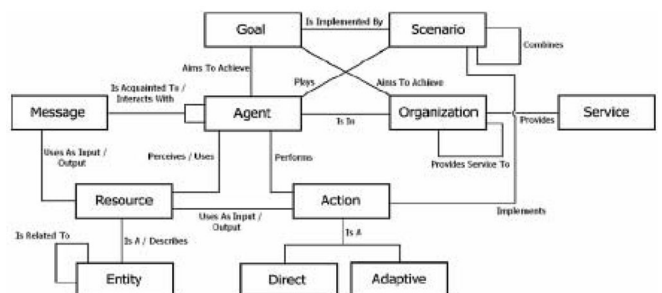 Is Implemented By
Goal
Scenario
Combines
Aims To Achieve
Plays
Aims To Achieve
Is Acquainted To /
Interacts With
Message
Agent
Organization
Service
Is In
Provides
Uses As Input /
Output
Perceives / Uses
Performs
Provides Service To
Resource
Action
Uses As Input /
Output
Implements
Is Related To
Is A / Describes
Is A
Entity
Direct
Adaptive